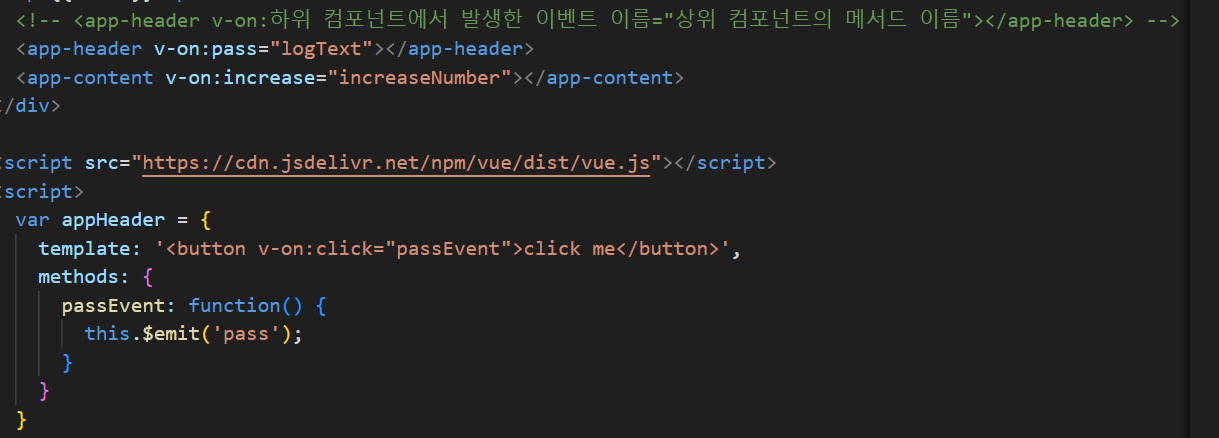 <!-- <app-header v-on:하위 컴포넌트에서 발생한 이벤트 이름="상위 컴포넌트의 메서드 이름"></app-header> -->
<app-header v-on:pass="logText"></app-header>
<app-content v-on:increase="increaseNumber"></app-content>
/div>
script src="https://cdn.jsdelivr.net/npm/vue/dist/vue.js"></script>
script>
var appHeader = {
template: '<button v-on:click="passEvent">click me</button>',
methods: {
passEvent: function() {
this.$emit('pass');
}
}
}